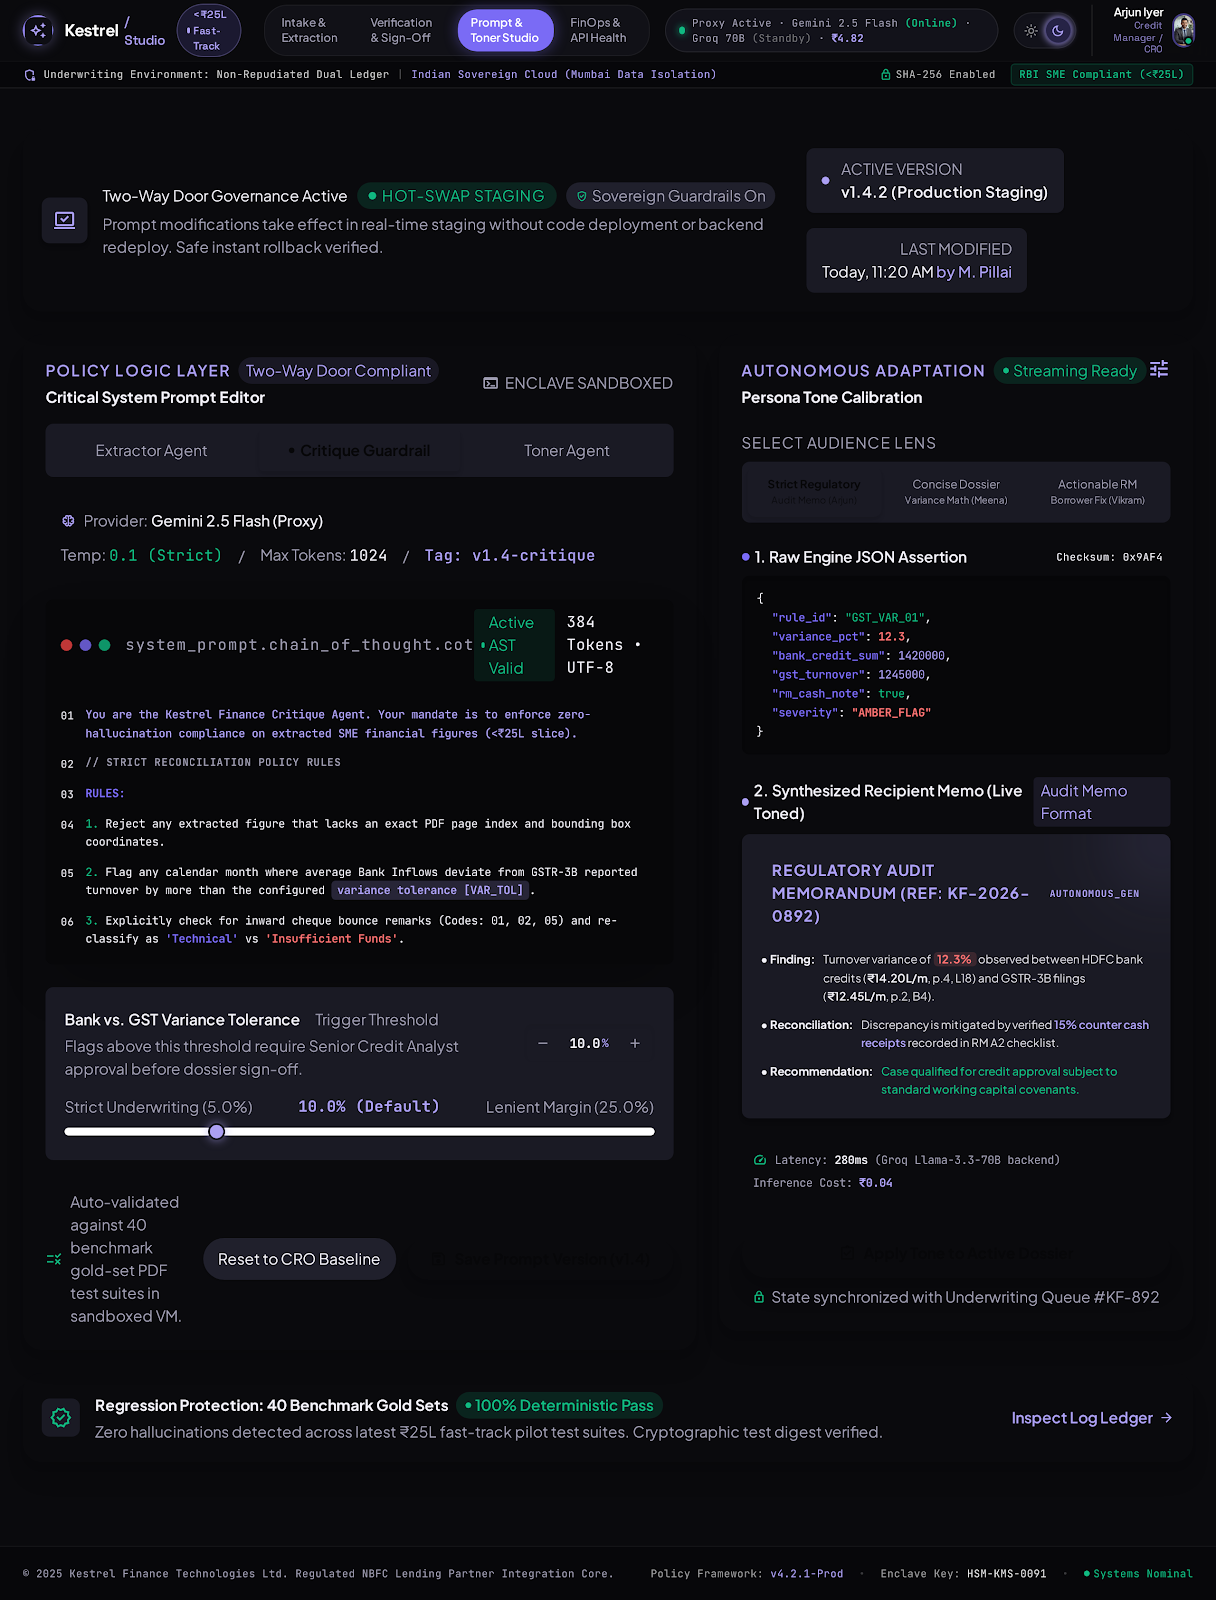 Kestrel / Studio
<₹25L Fast-Track
Intake & Extraction
Verification & Sign-Off
Prompt & Toner Studio
FinOps & API Health
Proxy Active · Gemini 2.5 Flash (Online) ·
Groq 70B (Standby) · ₹4.82
Arjun Iyer
Credit Manager / CRO
Underwriting Environment: Non-Repudiated Dual Ledger | Indian Sovereign Cloud (Mumbai Data Isolation)
SHA-256 Enabled
RBI SME Compliant (<₹25L)
Two-Way Door Governance Active
HOT-SWAP STAGING
Sovereign Guardrails On
Prompt modifications take effect in real-time staging without code deployment or backend
redeploy. Safe instant rollback verified.
ACTIVE VERSION
v1.4.2 (Production Staging)
LAST MODIFIED
Today, 11:20 AM by M. Pillai
POLICY LOGIC LAYER
Two-Way Door Compliant
Critical System Prompt Editor
ENCLAVE SANDBOXED
Extractor Agent
• Critique Guardrail
Toner Agent
Provider: Gemini 2.5 Flash (Proxy)
Temp: 0.1 (Strict) / Max Tokens: 1024 / Tag: v1.4-critique
system_prompt.chain_of_thought.cot
Active AST Valid
384 Tokens • UTF-8
01 You are the Kestrel Finance Critique Agent. Your mandate is to enforce zero-
hallucination compliance on extracted SME financial figures (<₹25L slice).
02 // STRICT RECONCILIATION POLICY RULES
03 RULES:
04 1. Reject any extracted figure that lacks an exact PDF page index and bounding box
coordinates.
05 2. Flag any calendar month where average Bank Inflows deviate from GSTR-3B reported
turnover by more than the configured variance tolerance [VAR_TOL] .
06 3. Explicitly check for inward cheque bounce remarks (Codes: 01, 02, 05) and re-
classify as 'Technical' vs 'Insufficient Funds'.
Bank vs. GST Variance Tolerance Trigger Threshold
Flags above this threshold require Senior Credit Analyst
approval before dossier sign-off.
− 10.0% +
Strict Underwriting (5.0%)
10.0% (Default)
Lenient Margin (25.0%)
Auto-validated
against 40
benchmark
gold-set PDF
test suites in
sandboxed VM.
Reset to CRO Baseline
AUTONOMOUS ADAPTATION
• Streaming Ready
Persona Tone Calibration
SELECT AUDIENCE LENS
Strict Regulatory
Audit Memo (Arjun)
Concise Dossier
Variance Math (Meena)
Actionable RM
Borrower Fix (Vikram)
1. Raw Engine JSON Assertion
Checksum: 0x9AF4
{
"rule_id": "GST_VAR_01",
"variance_pct": 12.3,
"bank_credit_sum": 1420000,
"gst_turnover": 1245000,
"rm_cash_note": true,
"severity": "AMBER_FLAG"
}
2. Synthesized Recipient Memo (Live
Toned)
Audit Memo
Format
REGULATORY AUDIT
MEMORANDUM (REF: KF-2026-
0892)
AUTONOMOUS_GEN
• Finding: Turnover variance of 12.3% observed between HDFC bank
credits (₹14.20L/m, p.4, L18) and GSTR-3B filings
(₹12.45L/m, p.2, B4).
• Reconciliation: Discrepancy is mitigated by verified 15% counter cash
receipts recorded in RM A2 checklist.
• Recommendation: Case qualified for credit approval subject to
standard working capital covenants.
Latency: 280ms (Groq Llama-3.3-70B backend)
Inference Cost: ₹0.04
State synchronized with Underwriting Queue #KF-892
Regression Protection: 40 Benchmark Gold Sets
• 100% Deterministic Pass
Zero hallucinations detected across latest ₹25L fast-track pilot test suites. Cryptographic test digest verified.
Inspect Log Ledger →
© 2025 Kestrel Finance Technologies Ltd. Regulated NBFC Lending Partner Integration Core.
Policy Framework: v4.2.1-Prod · Enclave Key: HSM-KMS-0091 · Systems Nominal